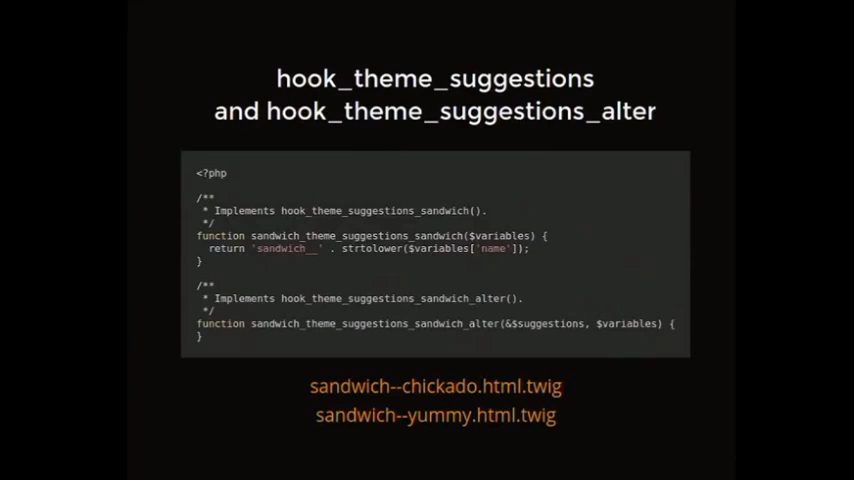 hook_theme_suggestions
and hook_theme_suggestions_alter
<?php
/**
* Implements hook_theme_suggestions_sandwich().
*/
function sandwich_theme_suggestions_sandwich($variables) {
return 'sandwich__' . strtolower($variables['name']);
}
/**
* Implements hook_theme_suggestions_sandwich_alter().
*/
function sandwich_theme_suggestions_sandwich_alter(&$suggestions, $variables) {
}
sandwich--chickado.html.twig
sandwich--yummy.html.twig